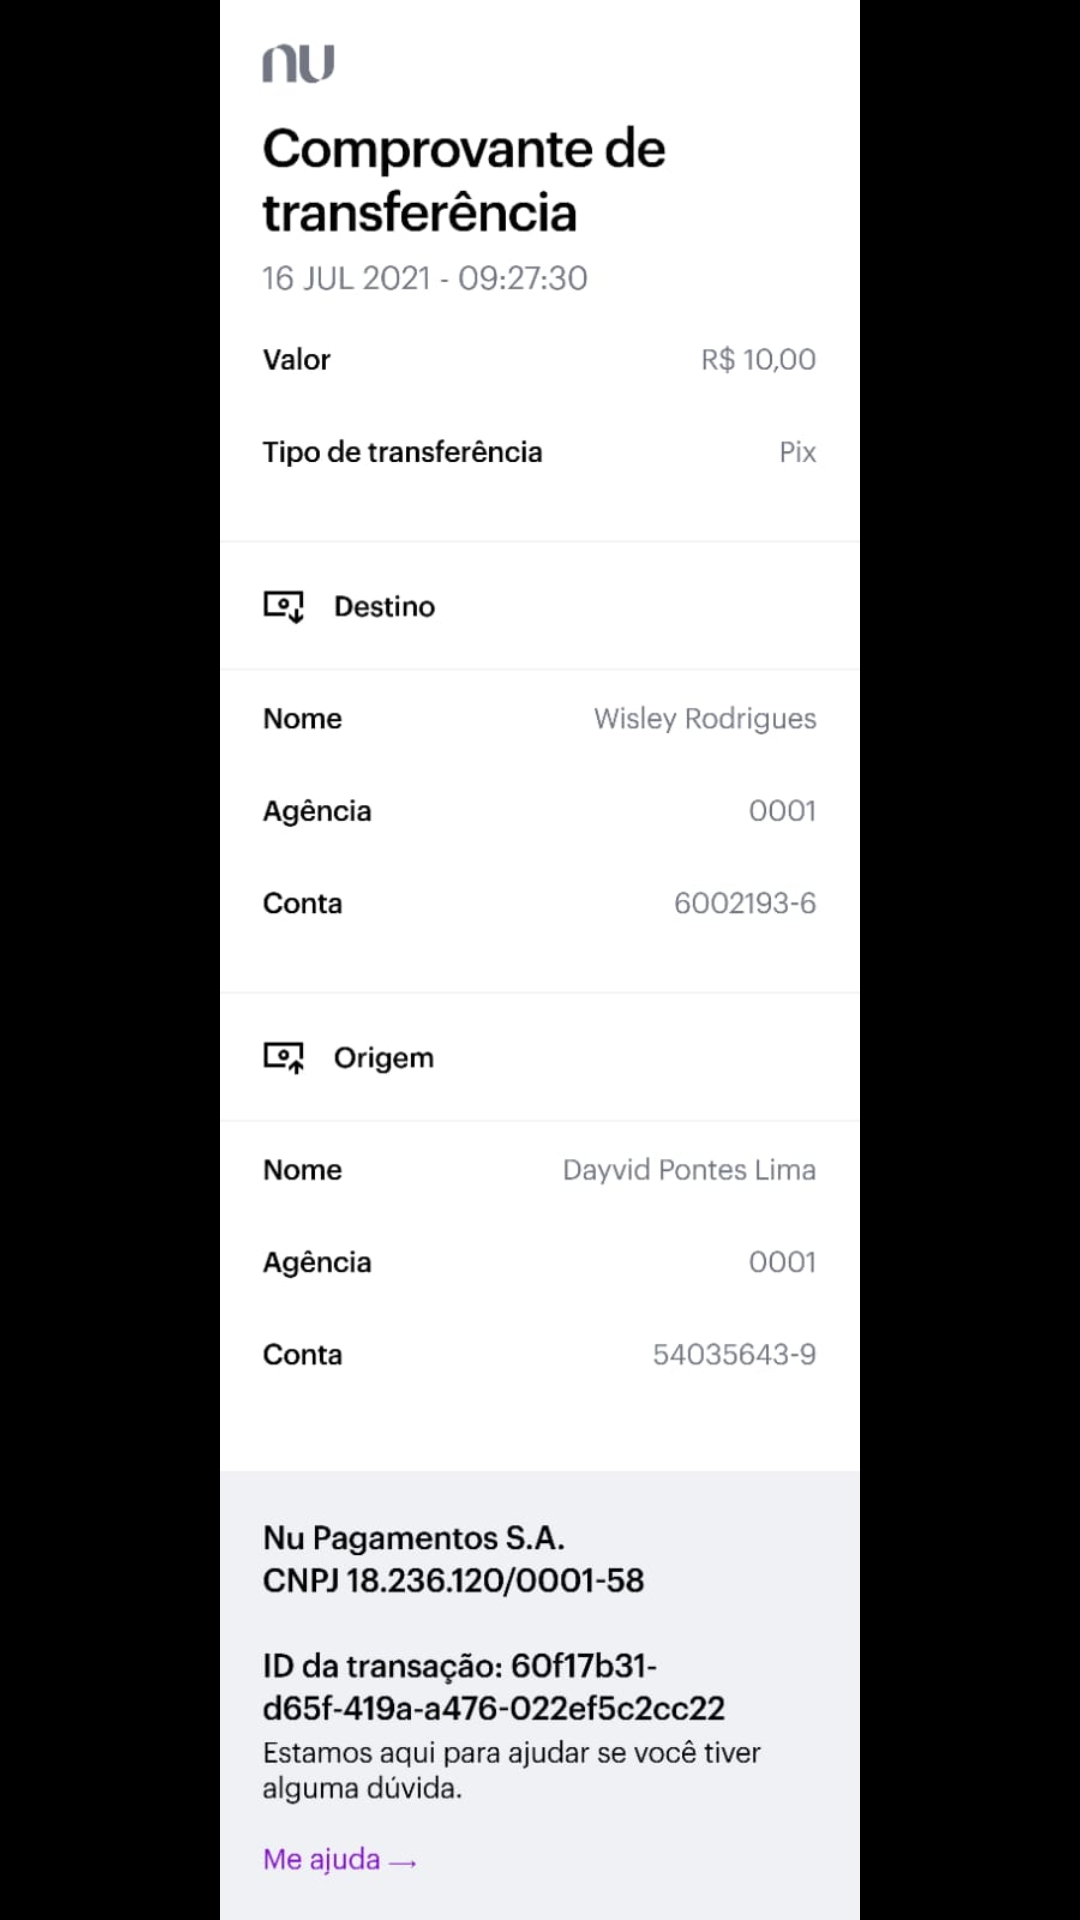 nu
Comprovante de
transferência
16 JUL 2021 - 09:27:30
Valor R$ 10,00
Tipo de transferência Pix
Destino
Nome Wisley Rodrigues
Agência 0001
Conta 6002193-6
Origem
Nome Dayvid Pontes Lima
Agência 0001
Conta 54035643-9
Nu Pagamentos S.A.
CNPJ 18.236.120/0001-58
ID da transação: 60f17b31-
d65f-419a-a476-022ef5c2cc22
Estamos aqui para ajudar se você tiver
alguma dúvida.
Me ajuda →